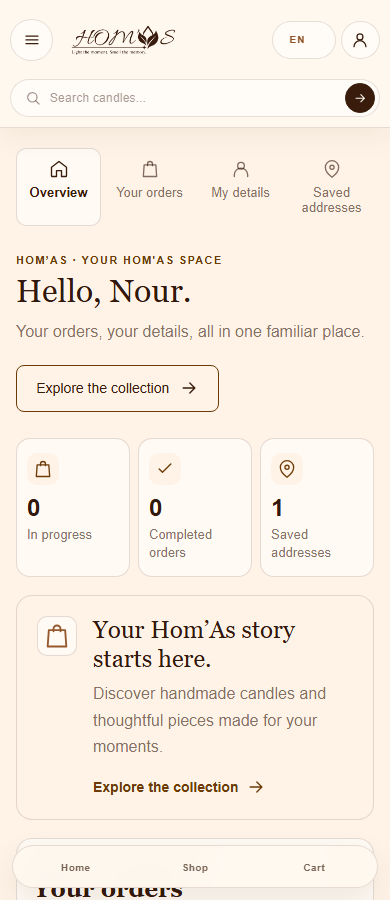 HOM'AS
Light the moment. Smell the memory.
EN
Search candles...
Overview
Your orders
My details
Saved
addresses
HOM'AS · YOUR HOM'AS SPACE
Hello, Nour.
Your orders, your details, all in one familiar place.
Explore the collection
0
In progress
0
Completed
orders
1
Saved
addresses
Your Hom’As story
starts here.
Discover handmade candles and
thoughtful pieces made for your
moments.
Explore the collection
Home
Shop
Cart
Your orders